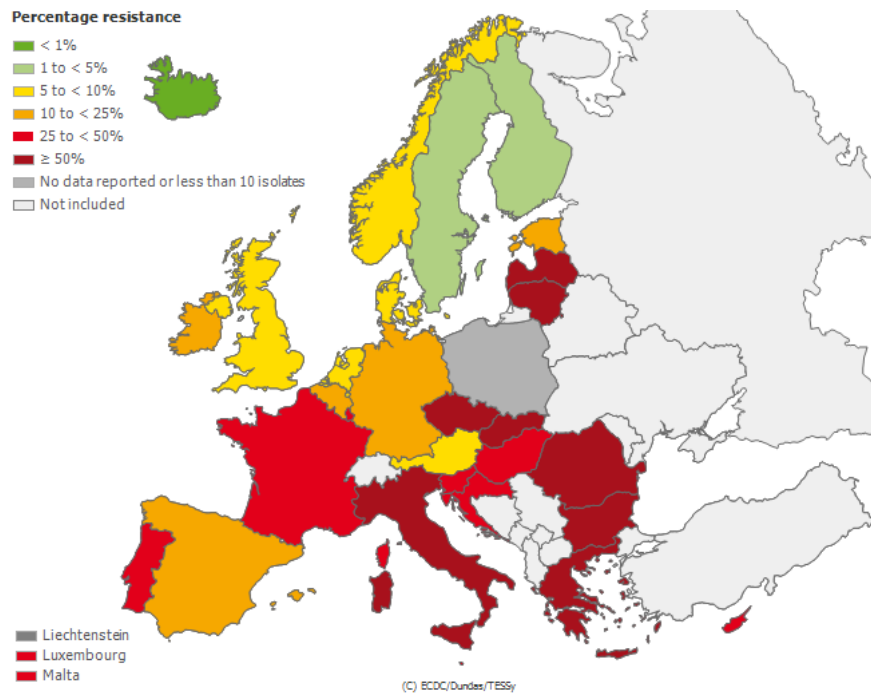 Percentage resistance
< 1%
1 to < 5%
5 to < 10%
10 to < 25%
25 to < 50%
≥ 50%
No data reported or less than 10 isolates
Not included
Liechtenstein
Luxembourg
Malta
(C) ECDC/Dundas/TESSy